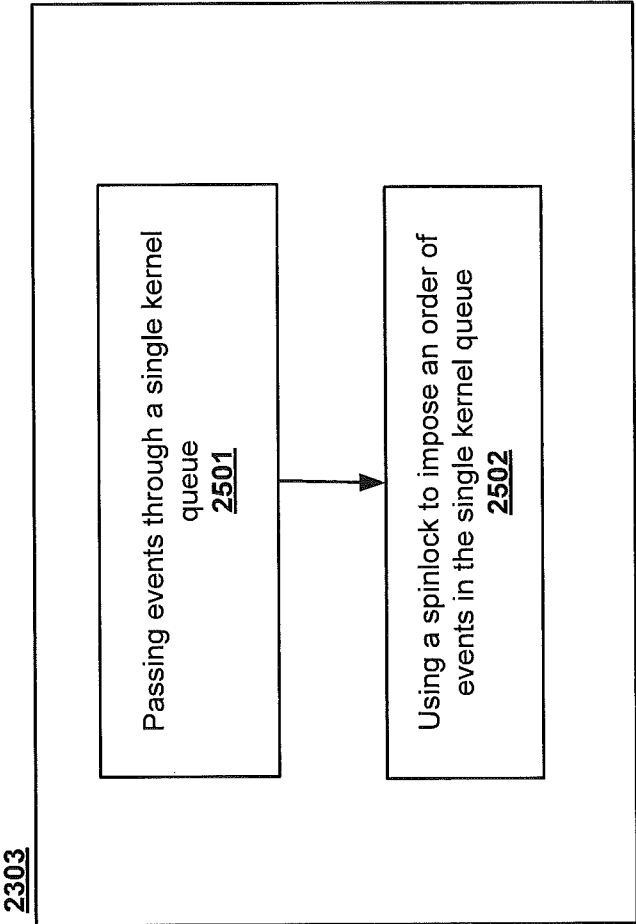 2303
Passing events through a single kernel
queue
2501
Using a spinlock to impose an order of
events in the single kernel queue
2502